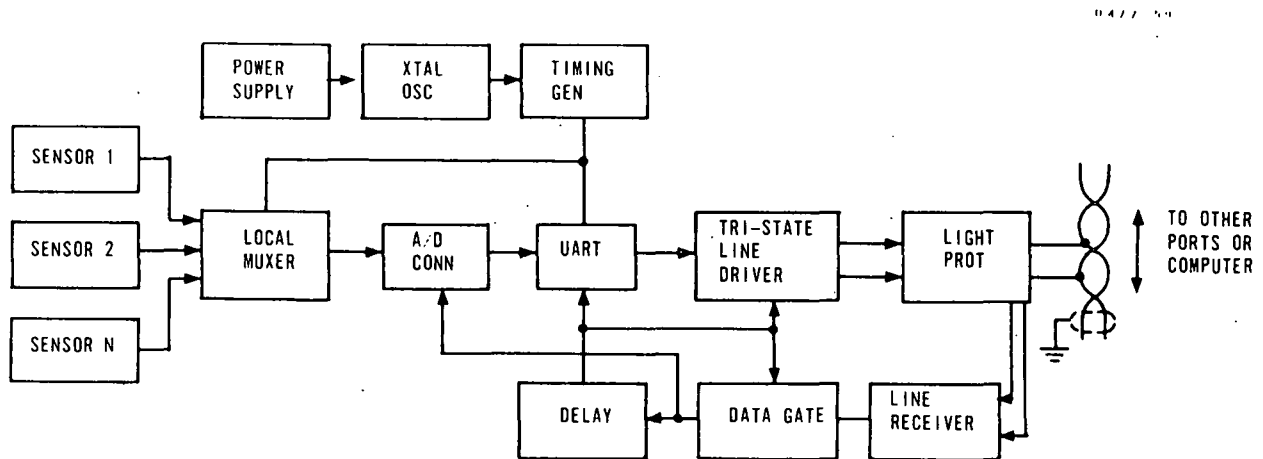 POWER
SUPPLY
XTAL
OSC
TIMING
GEN
SENSOR 1
SENSOR 2
SENSOR N
LOCAL
MUXER
A/D
CONN
UART
TRI-STATE
LINE
DRIVER
LIGHT
PROT
TO OTHER
PORTS OR
COMPUTER
DELAY
DATA GATE
LINE
RECEIVER